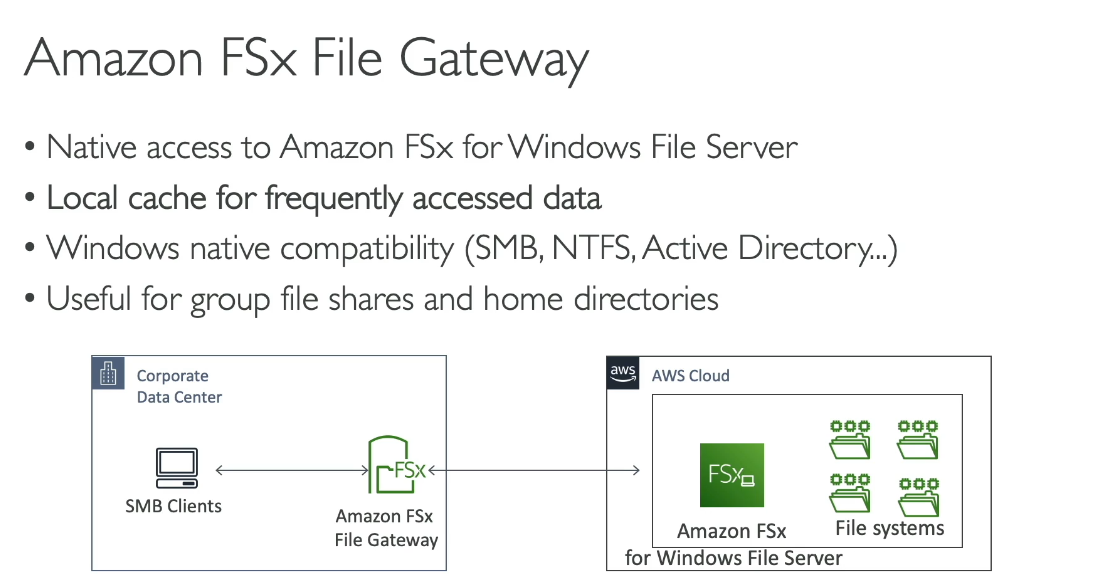 Amazon FSx File Gateway
• Native access to Amazon FSx for Windows File Server
• Local cache for frequently accessed data
• Windows native compatibility (SMB, NTFS, Active Directory...)
• Useful for group file shares and home directories
Corporate
Data Center
SMB Clients
FSx
Amazon FSx
File Gateway
aws
AWS Cloud
FSx
Amazon FSx
for Windows File Server
File systems